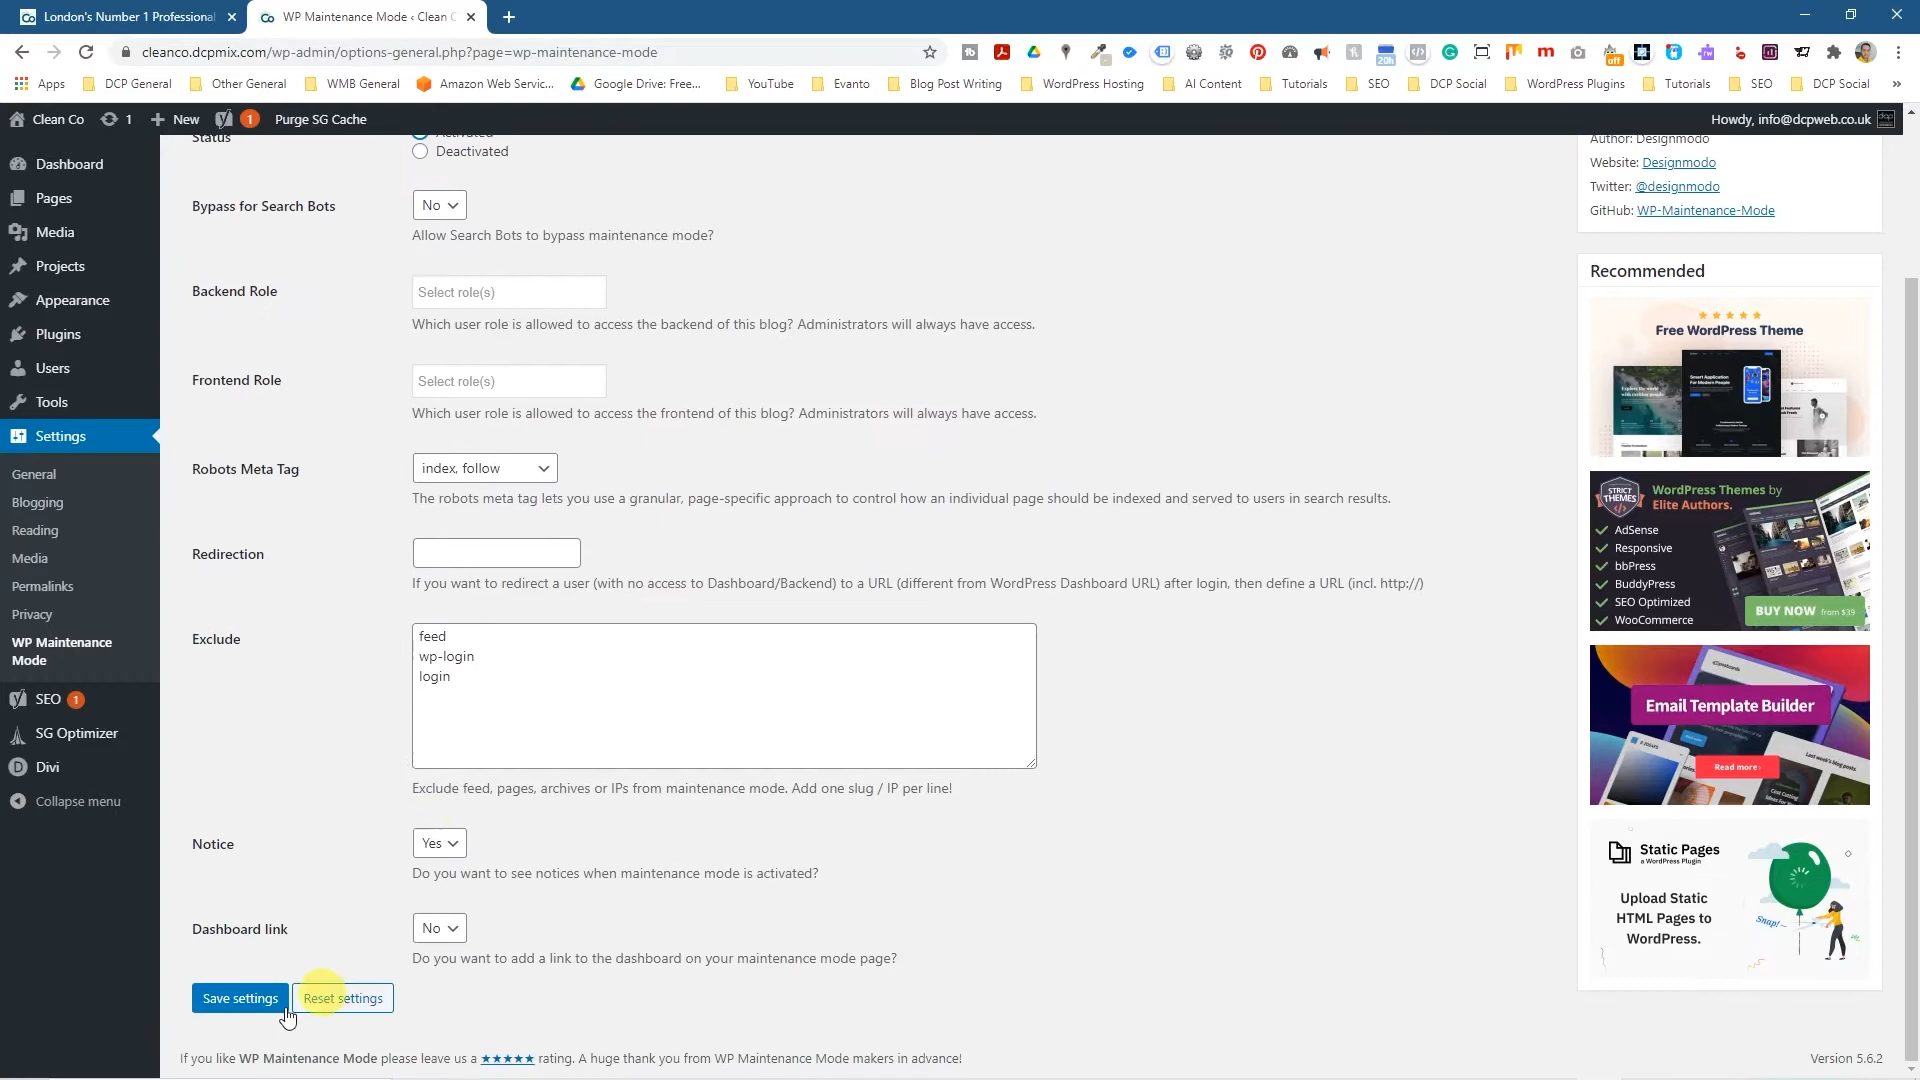 London's Number 1 Professional
WP Maintenance Mode ‹ Clean C
cleanco.dcpmix.com/wp-admin/options-general.php?page=wp-maintenance-mode
20h
off
Apps
DCP General
Other General
WMB General
Amazon Web Servic...
Google Drive: Free...
YouTube
Evanto
Blog Post Writing
WordPress Hosting
AI Content
Tutorials
SEO
DCP Social
WordPress Plugins
Tutorials
SEO
DCP Social
Clean Co
1
New
1
Purge SG Cache
Howdy, info@dcpweb.co.uk
Dashboard
Pages
Media
Projects
Appearance
Plugins
Users
Tools
Settings
General
Blogging
Reading
Media
Permalinks
Privacy
WP Maintenance
Mode
SEO 1
SG Optimizer
Divi
Collapse menu
Status
Activated
Deactivated
Bypass for Search Bots
No
Allow Search Bots to bypass maintenance mode?
Backend Role
Select role(s)
Which user role is allowed to access the backend of this blog? Administrators will always have access.
Frontend Role
Select role(s)
Which user role is allowed to access the frontend of this blog? Administrators will always have access.
Robots Meta Tag
index, follow
The robots meta tag lets you use a granular, page-specific approach to control how an individual page should be indexed and served to users in search results.
Redirection
If you want to redirect a user (with no access to Dashboard/Backend) to a URL (different from WordPress Dashboard URL) after login, then define a URL (incl. http://)
Exclude
feed
wp-login
login
Exclude feed, pages, archives or IPs from maintenance mode. Add one slug / IP per line!
Notice
Yes
Do you want to see notices when maintenance mode is activated?
Dashboard link
No
Do you want to add a link to the dashboard on your maintenance mode page?
Save settings
Reset settings
If you like WP Maintenance Mode please leave us a ★★★★★ rating. A huge thank you from WP Maintenance Mode makers in advance!
Version 5.6.2
Author: Designmodo
Website: Designmodo
Twitter: @designmodo
GitHub: WP-Maintenance-Mode
Recommended
Free WordPress Theme
STRICT
THEMES
WordPress Themes by
Elite Authors.
AdSense
Responsive
bbPress
BuddyPress
SEO Optimized
WooCommerce
BUY NOW from $39
Email Template Builder
Read more ›
Static Pages
a WordPress Plugin
Upload Static
HTML Pages to
WordPress.
Snap!